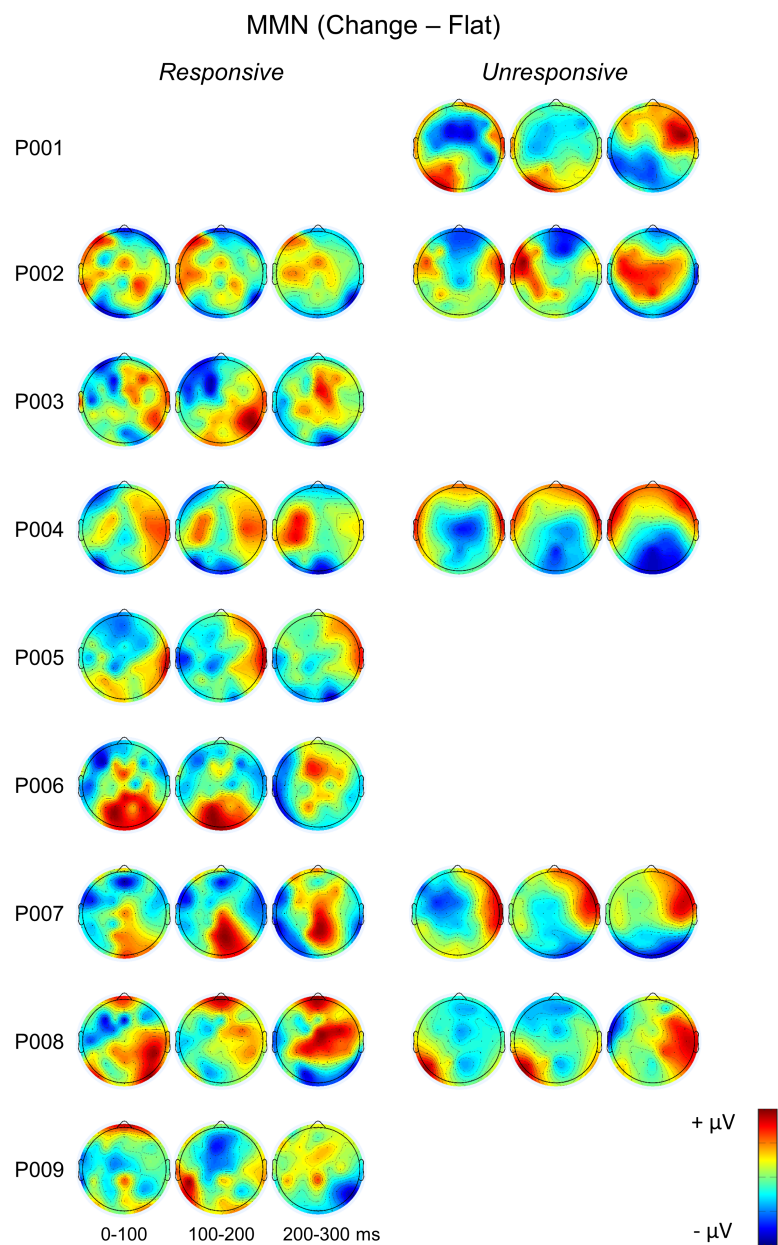 MMN (Change – Flat)
Responsive Unresponsive
P001
P002
P003
P004
P005
P006
P007
P008
P009
+ µV
- µV
0-100 100-200 200-300 ms